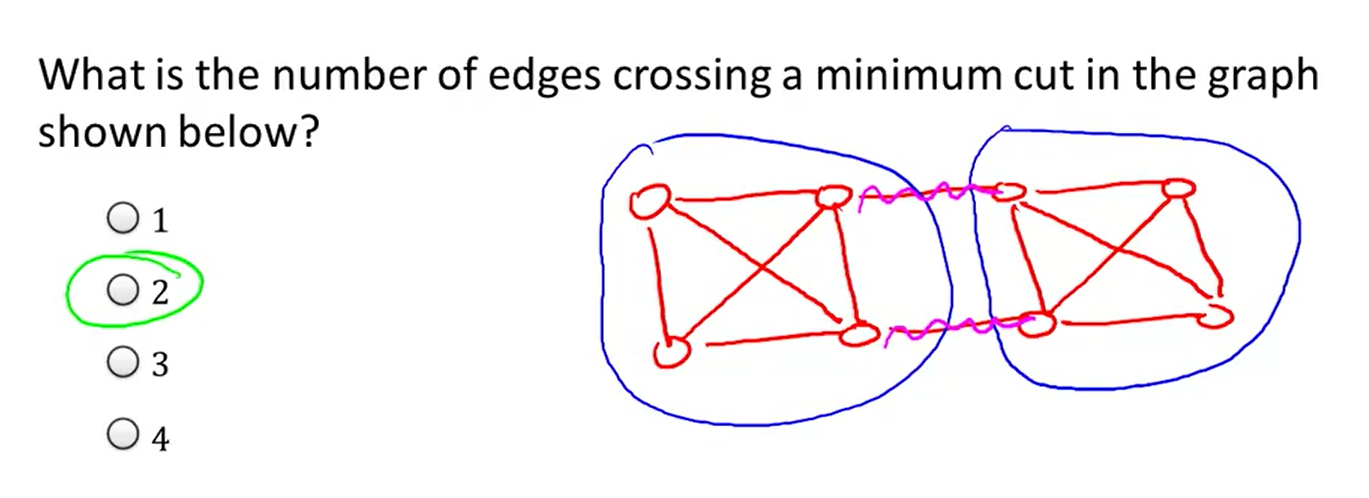 What is the number of edges crossing a minimum cut in the graph
shown below?
1
2
3
4